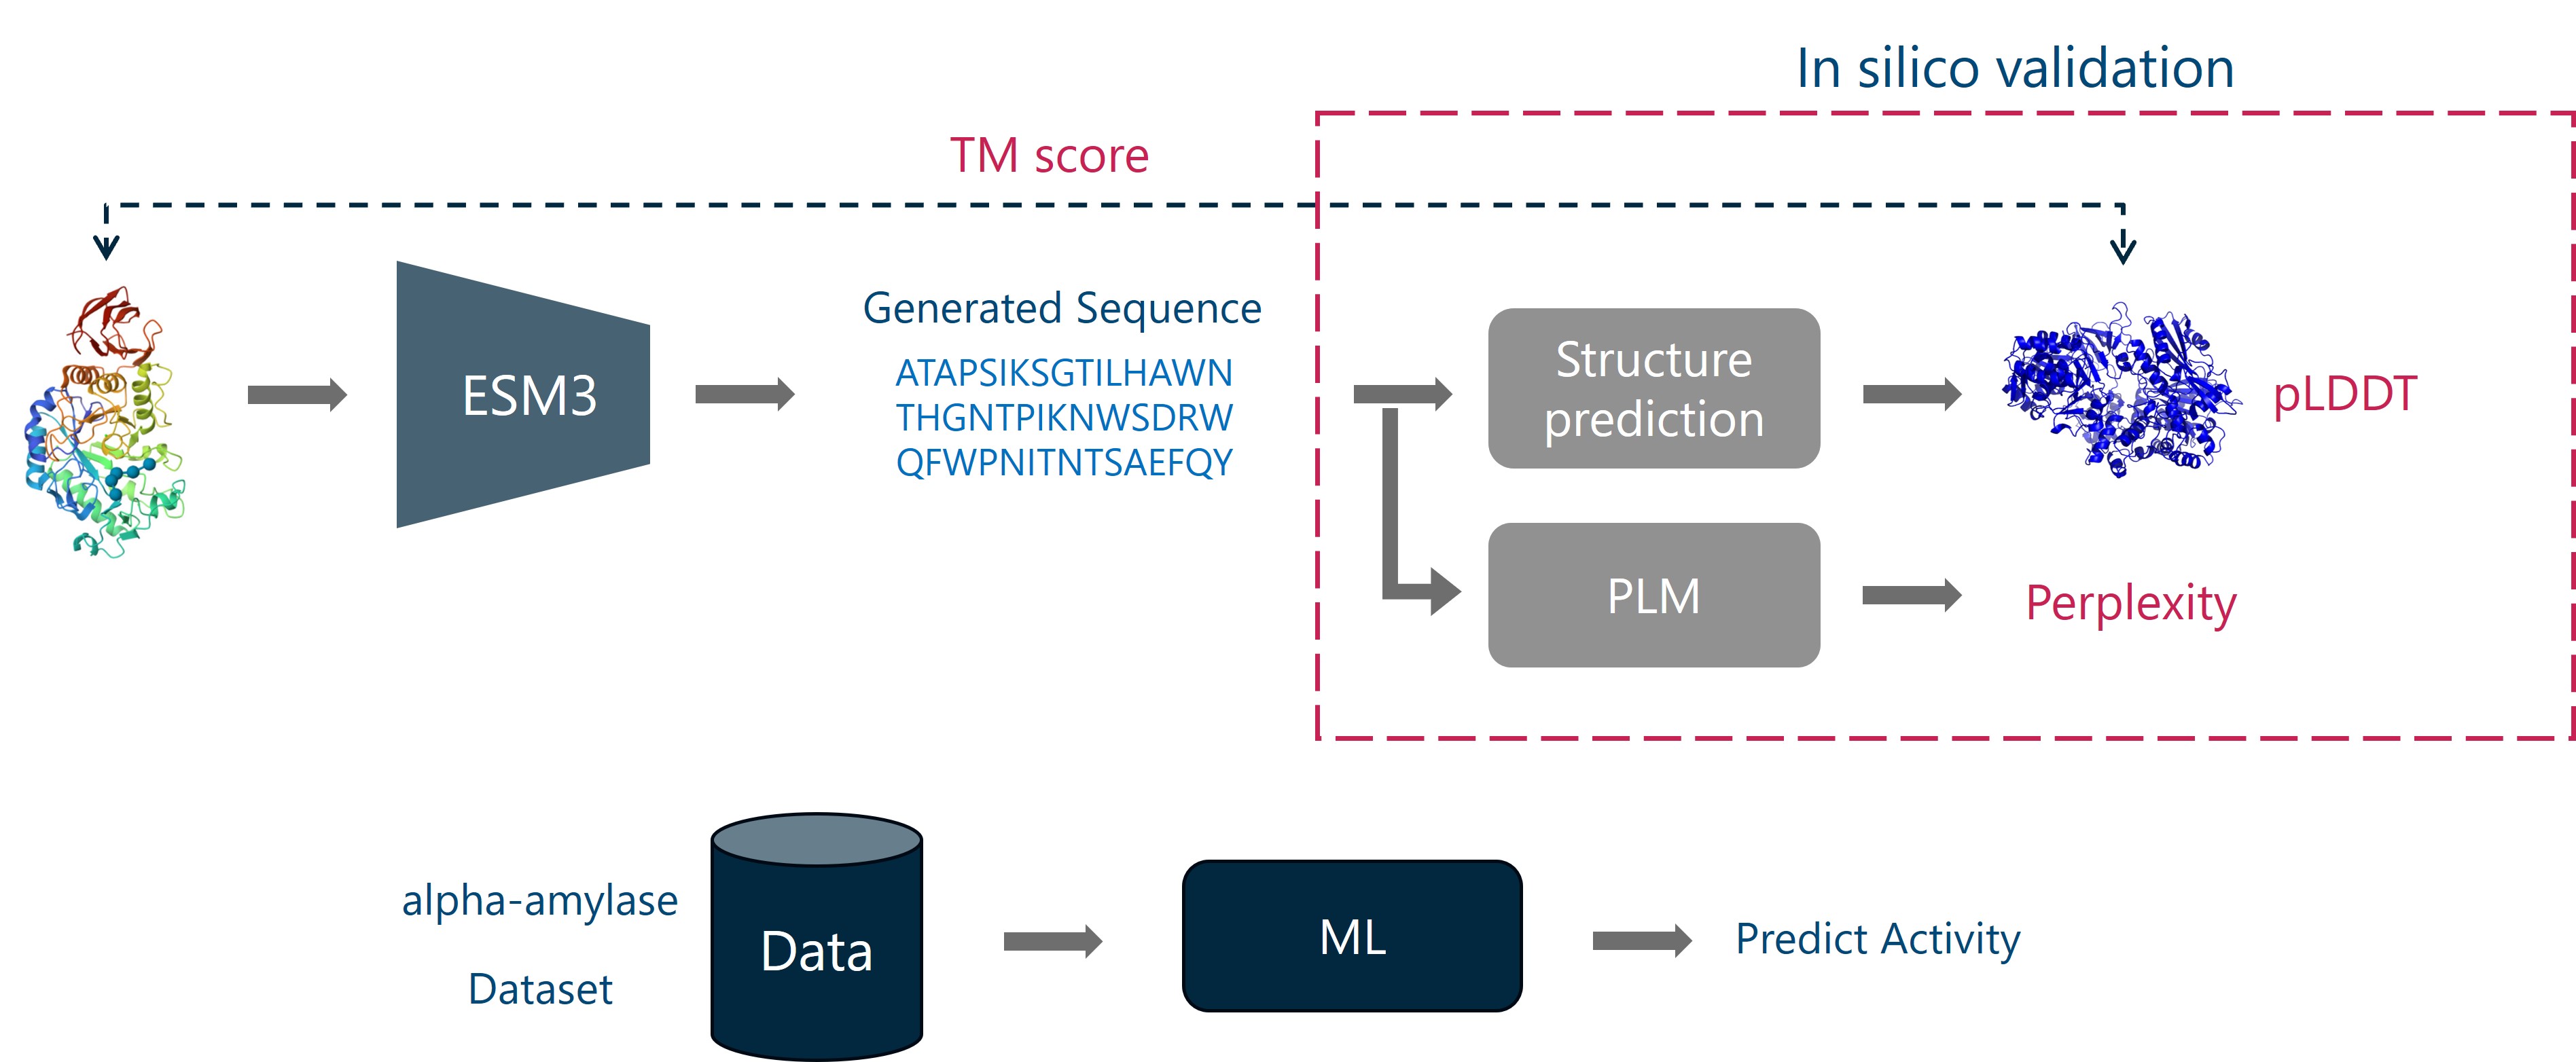 In silico validation
TM score
ESM3
Generated Sequence
ATAPSIKSGTILHAWN
THGNTPIKNWSDRW
QFWPNITNTSAEFQY
Structure
prediction
pLDDT
PLM
Perplexity
alpha-amylase
Dataset
Data
ML
Predict Activity